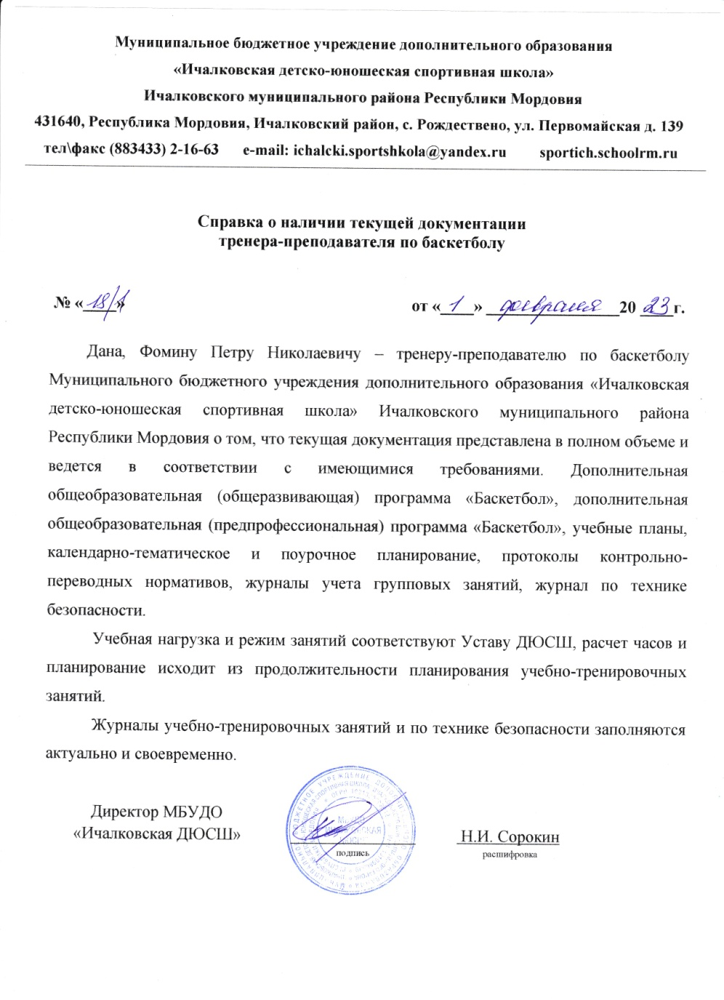 Муниципальное бюджетное учреждение дополнительного образования
«Ичалковская детско-юношеская спортивная школа»
Ичалковского муниципального района Республики Мордовия
431640, Республика Мордовия, Ичалковский район, с. Рождествено, ул. Первомайская д. 139
тел\факс (883433) 2-16-63 e-mail: ichalcki.sportshkola@yandex.ru sportich.schoolrm.ru
Справка о наличии текущей документации
тренера-преподавателя по баскетболу
№ «18/1» от «1» февраля 20 23 г.
Дана, Фомину Петру Николаевичу – тренеру-преподавателю по баскетболу
Муниципального бюджетного учреждения дополнительного образования «Ичалковская
детско-юношеская спортивная школа» Ичалковского муниципального района
Республики Мордовия о том, что текущая документация представлена в полном объеме и
ведется в соответствии с имеющимися требованиями. Дополнительная
общеобразовательная (общеразвивающая) программа «Баскетбол», дополнительная
общеобразовательная (предпрофессиональная) программа «Баскетбол», учебные планы,
календарно-тематическое и поурочное планирование, протоколы контрольно-
переводных нормативов, журналы учета групповых занятий, журнал по технике
безопасности.
Учебная нагрузка и режим занятий соответствуют Уставу ДЮСШ, расчет часов и
планирование исходит из продолжительности планирования учебно-тренировочных
занятий.
Журналы учебно-тренировочных занятий и по технике безопасности заполняются
актуально и своевременно.
Директор МБУДО
«Ичалковская ДЮСШ» Н.И. Сорокин
подпись расшифровка